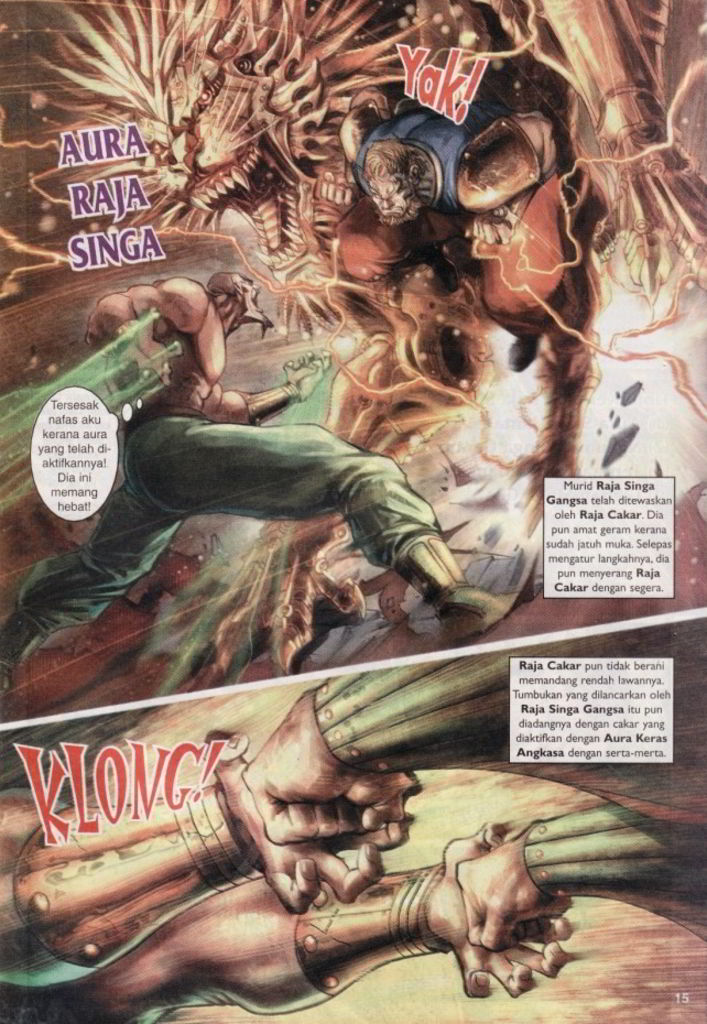 Yak!
AURA
RAJA
SINGA
Tersesak
nafas aku
kerana aura
yang telah di-
aktifkannya!
Dia ini
memang
hebat!
Murid Raja Singa
Gangsa telah ditewaskan
oleh Raja Cakar. Dia
pun amat geram kerana
sudah jatuh muka. Selepas
mengatur langkahnya, dia
pun menyerang Raja
Cakar dengan segera.
Raja Cakar pun tidak berani
memandang rendah lawannya.
Tumbukan yang dilancarkan oleh
Raja Singa Gangsa itu pun
diadangnya dengan cakar yang
diaktifkan dengan Aura Keras
Angkasa dengan serta-merta.
KLONG!
15